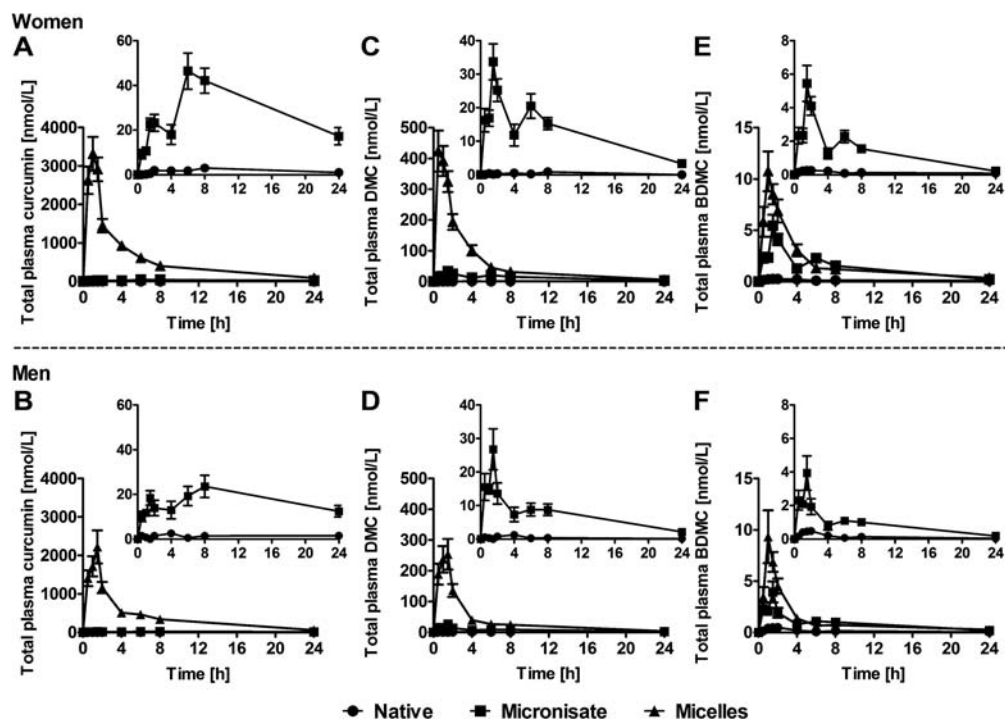 Women
A
Total plasma curcumin [nmol/L]
4000
3000
2000
1000
0
0 4 8 12 16 20 24
Time [h]
60
40
20
0
0 4 8 12 16 20 24
C
Total plasma DMC [nmol/L]
500
400
300
200
100
0
0 4 8 12 16 20 24
Time [h]
40
30
20
10
0
0 4 8 12 16 20 24
E
Total plasma BDMC [nmol/L]
15
10
5
0
0 4 8 12 16 20 24
Time [h]
8
6
4
2
0
0 4 8 12 16 20 24
Men
B
Total plasma curcumin [nmol/L]
4000
3000
2000
1000
0
0 4 8 12 16 20 24
Time [h]
60
40
20
0
0 4 8 12 16 20 24
D
Total plasma DMC [nmol/L]
500
400
300
200
100
0
0 4 8 12 16 20 24
Time [h]
40
30
20
10
0
0 4 8 12 16 20 24
F
Total plasma BDMC [nmol/L]
15
10
5
0
0 4 8 12 16 20 24
Time [h]
8
6
4
2
0
0 4 8 12 16 20 24
Native Micronisate Micelles